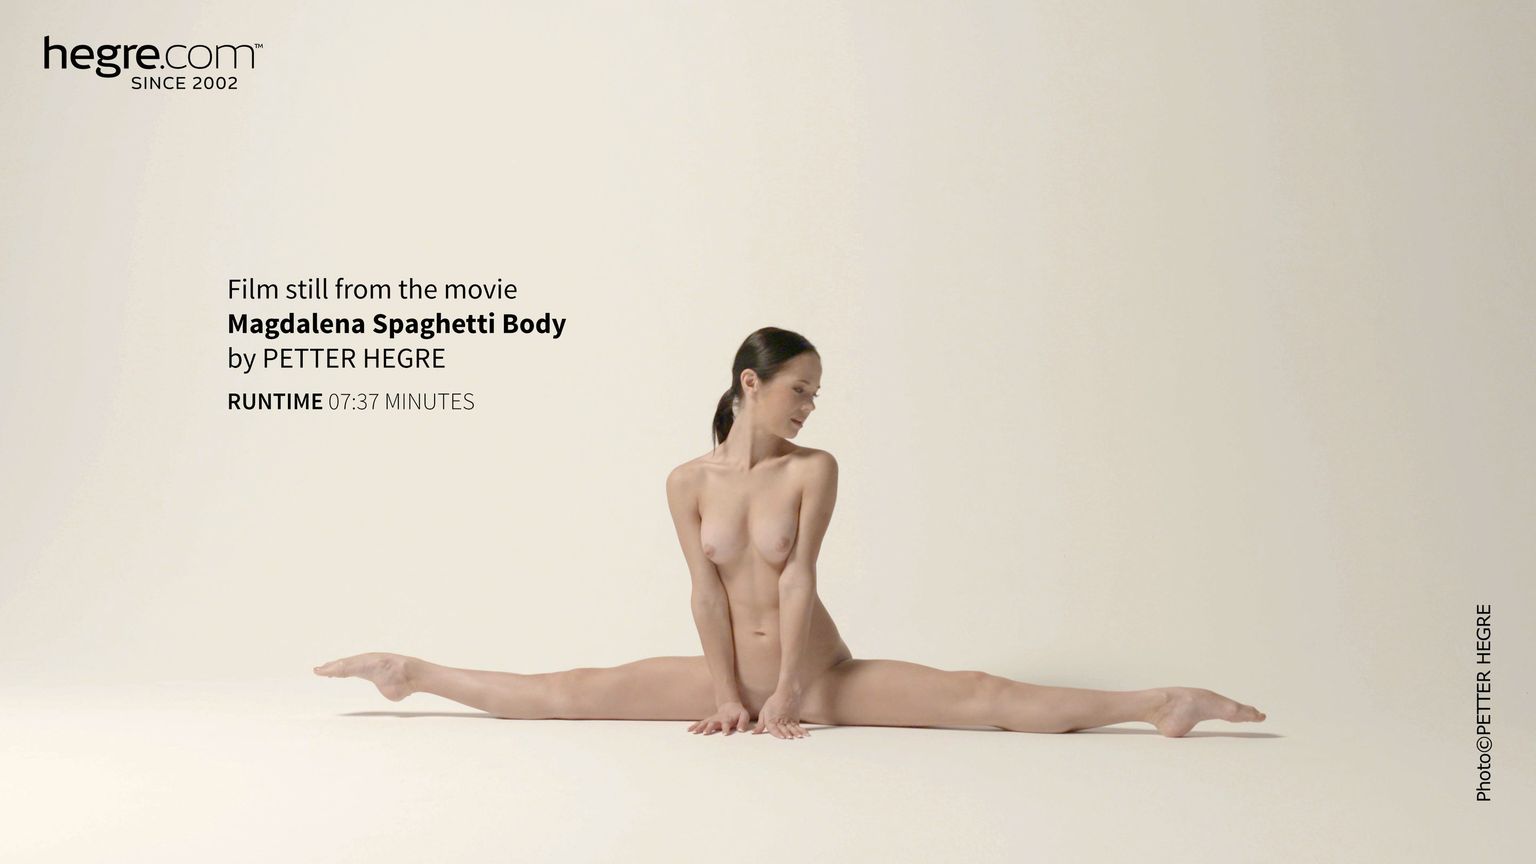 hegre.com™
SINCE 2002
Film still from the movie
Magdalena Spaghetti Body
by PETTER HEGRE
RUNTIME 07:37 MINUTES
Photo©PETTER HEGRE